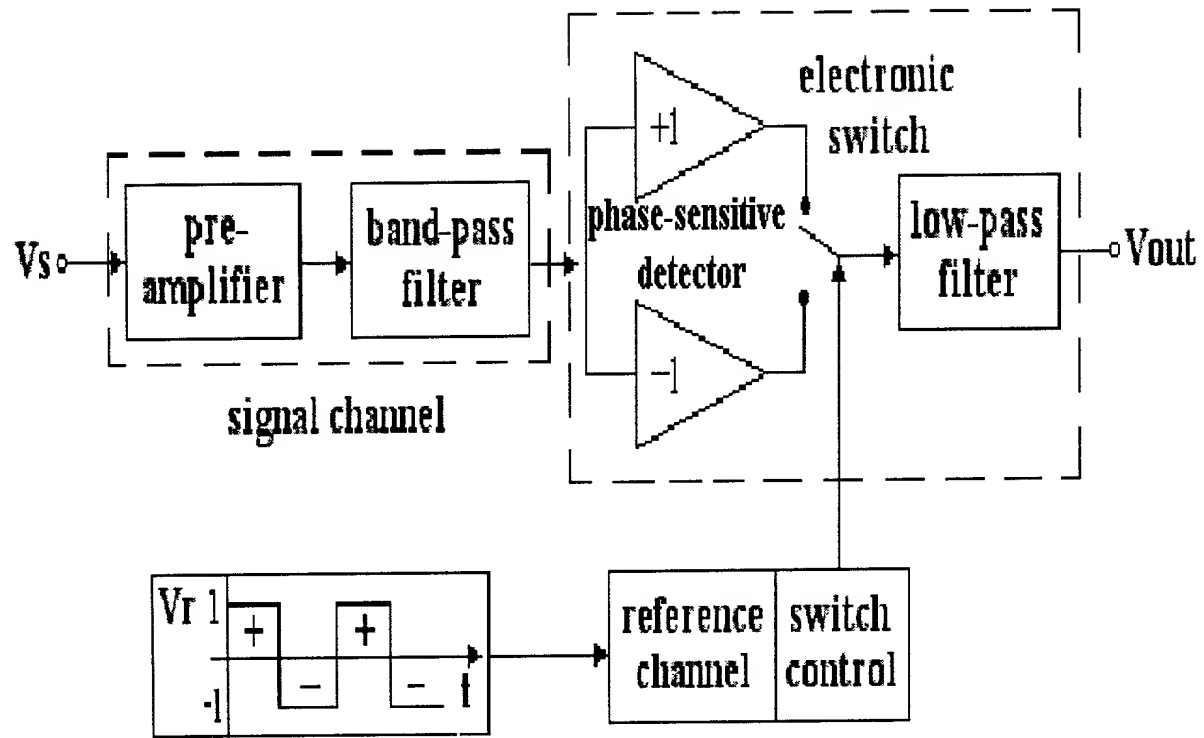 electronic
switch
+1
pre-
amplifier
band-pass
filter
phase-sensitive
detector
low-pass
filter
Vs
Vout
−1
signal channel
Vr 1
+ +
− −
t
-1
reference
channel
switch
control